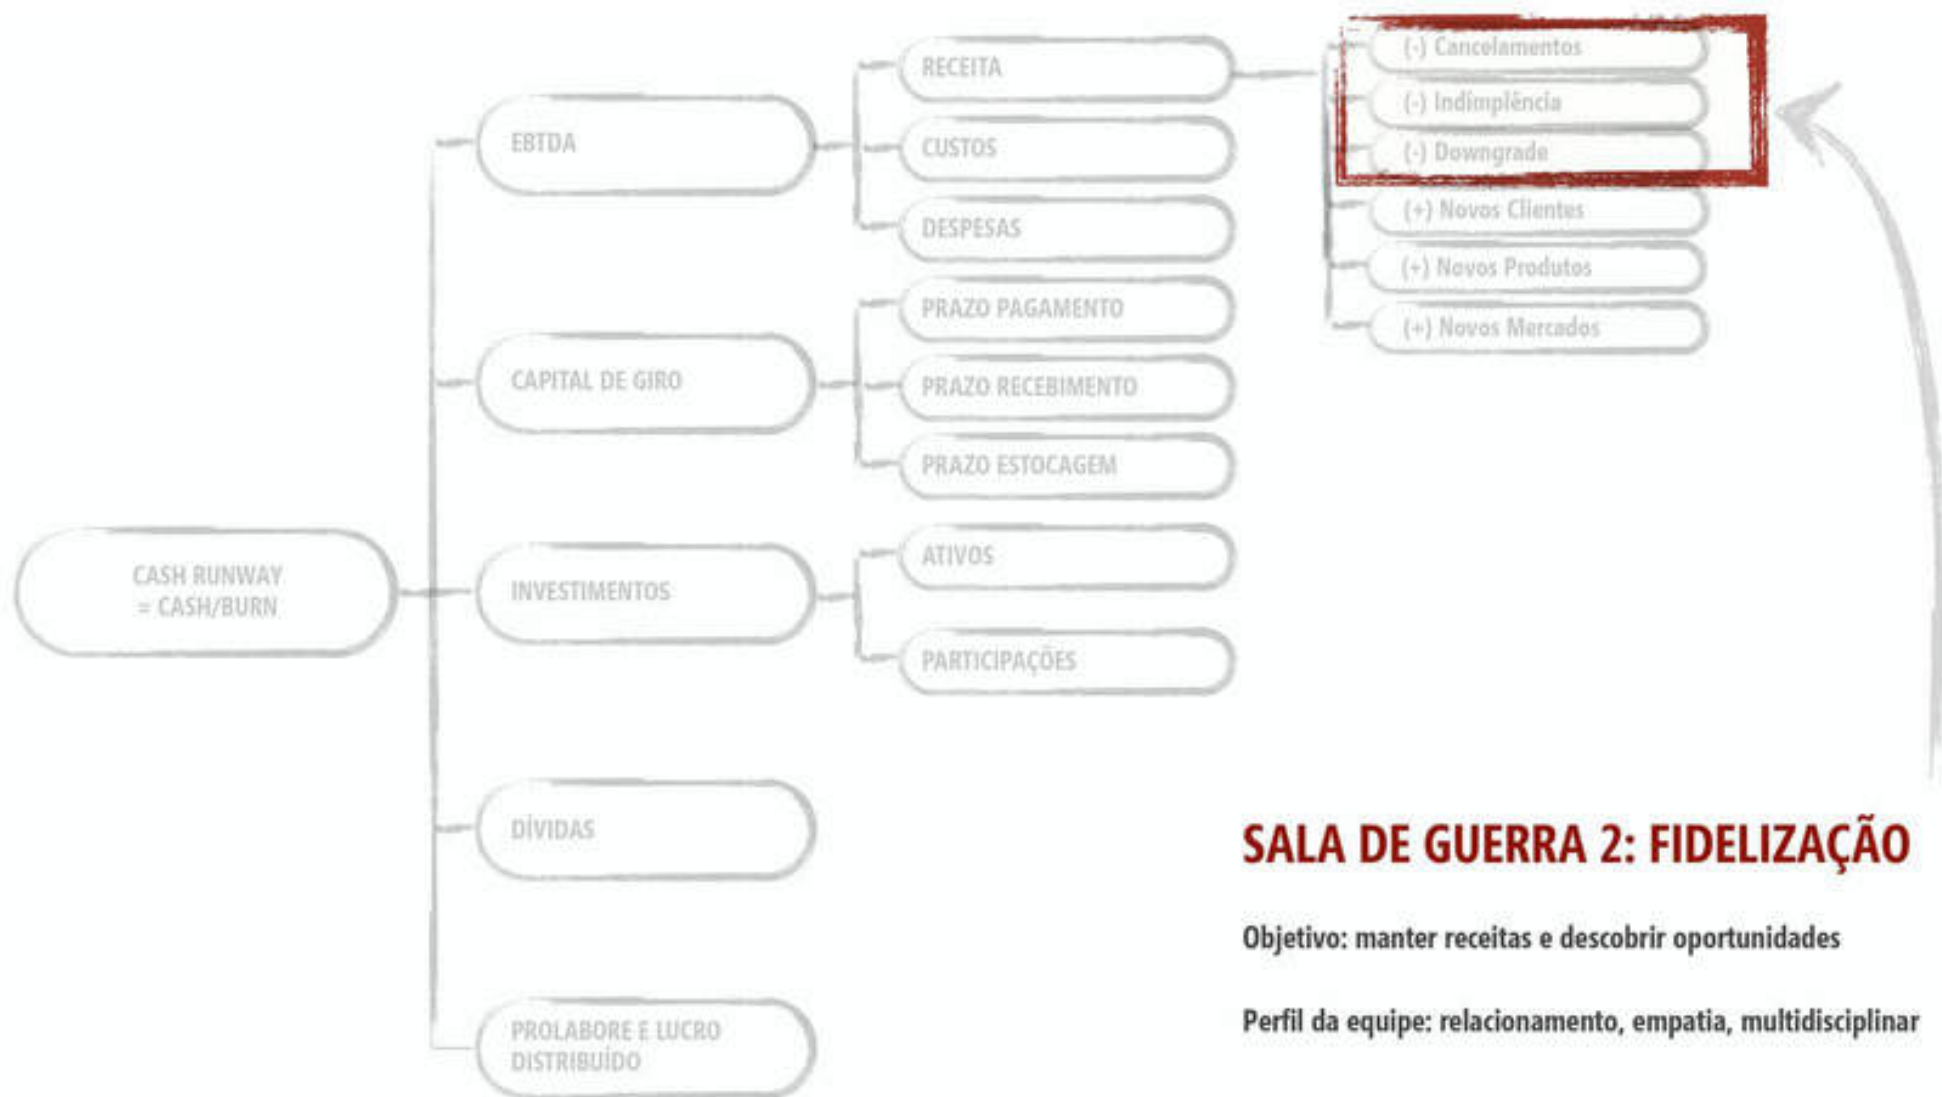 CASH RUNWAY
= CASH/BURN
EBTDA
CAPITAL DE GIRO
INVESTIMENTOS
DÍVIDAS
PROLABORE E LUCRO
DISTRIBUÍDO
RECEITA
CUSTOS
DESPESAS
PRAZO PAGAMENTO
PRAZO RECEBIMENTO
PRAZO ESTOCAGEM
ATIVOS
PARTICIPAÇÕES
(-) Cancelamentos
(-) Indimplência
(-) Downgrade
(+) Novos Clientes
(+) Novos Produtos
(+) Novos Mercados
SALA DE GUERRA 2: FIDELIZAÇÃO
Objetivo: manter receitas e descobrir oportunidades
Perfil da equipe: relacionamento, empatia, multidisciplinar